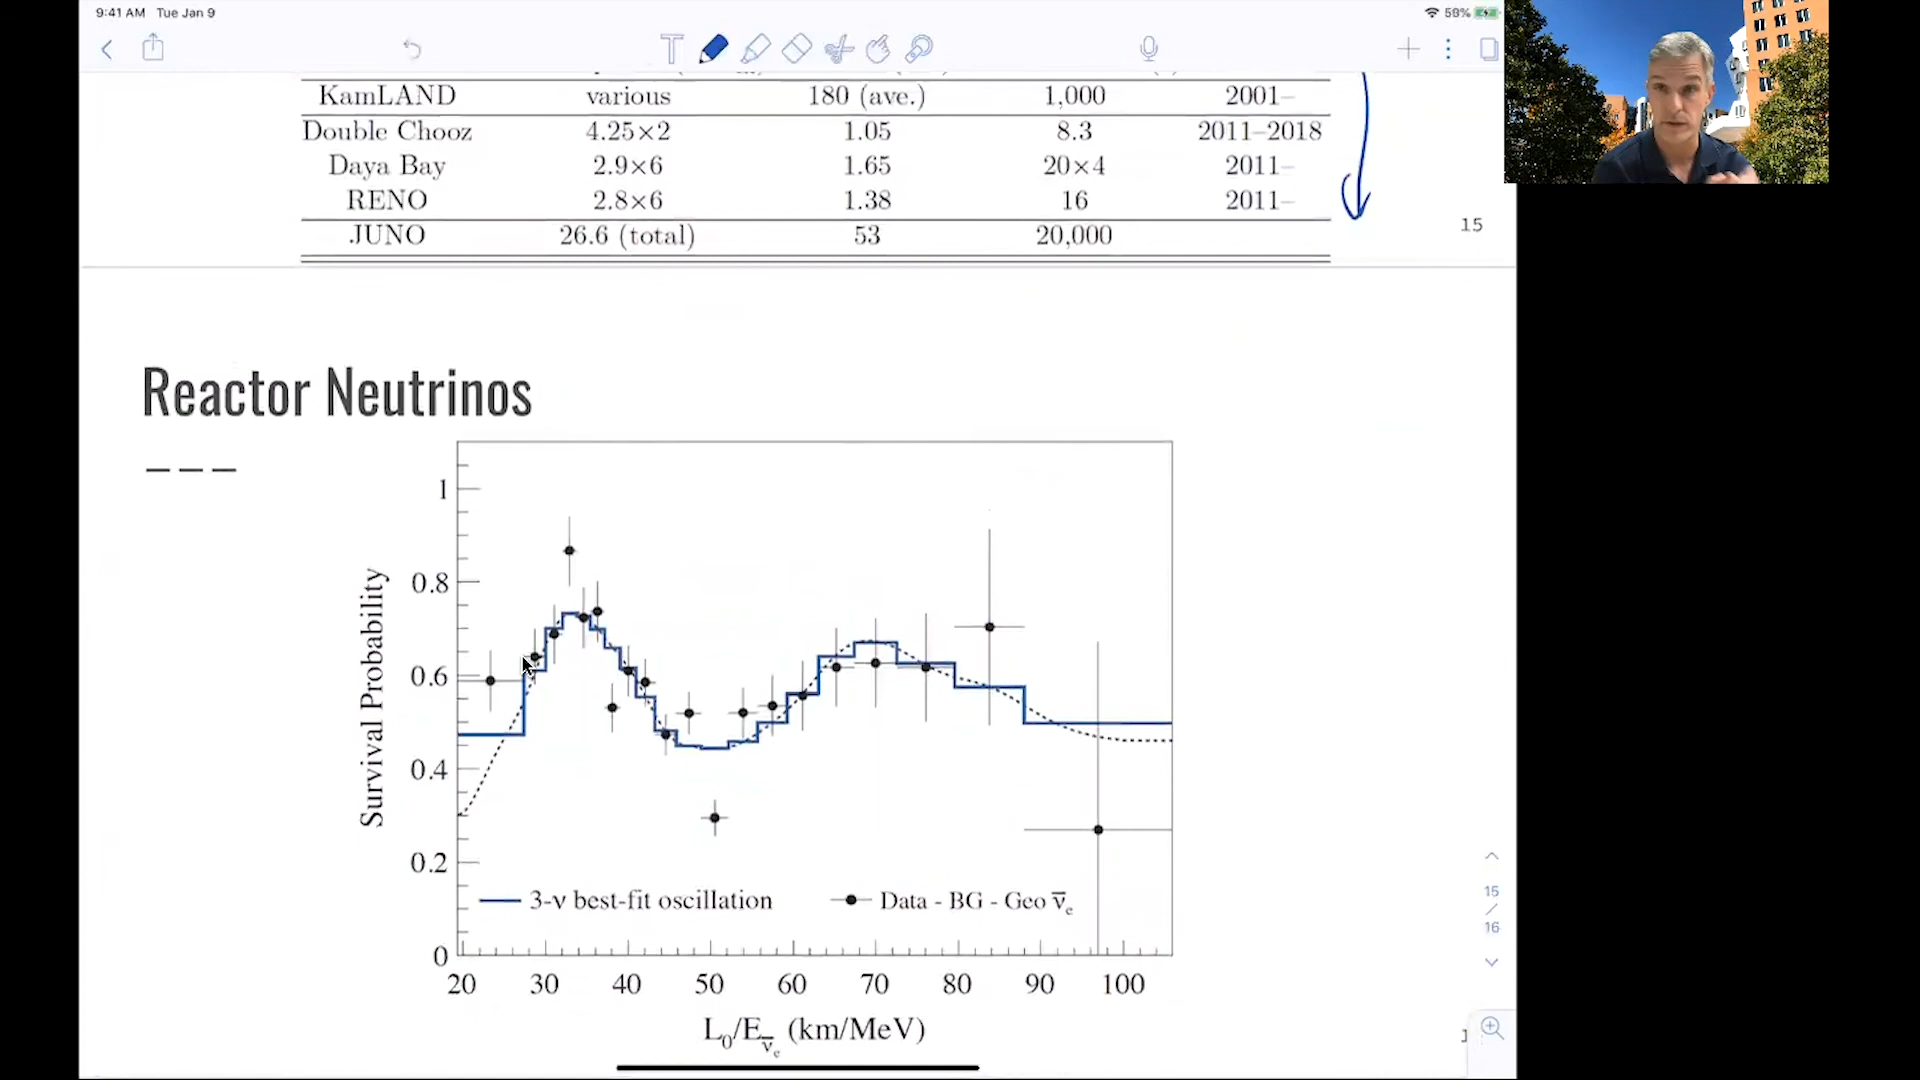 9:41 AM Tue Jan 9
59%
T
KamLAND various 180 (ave.) 1,000 2001–
Double Chooz 4.25×2 1.05 8.3 2011–2018
Daya Bay 2.9×6 1.65 20×4 2011–
RENO 2.8×6 1.38 16 2011–
JUNO 26.6 (total) 53 20,000
15
Reactor Neutrinos
1
0.8
0.6
0.4
0.2
0
Survival Probability
3-ν best-fit oscillation
Data - BG - Geo ν̅e
20 30 40 50 60 70 80 90 100
L0/Eν̅e (km/MeV)
15
/
16